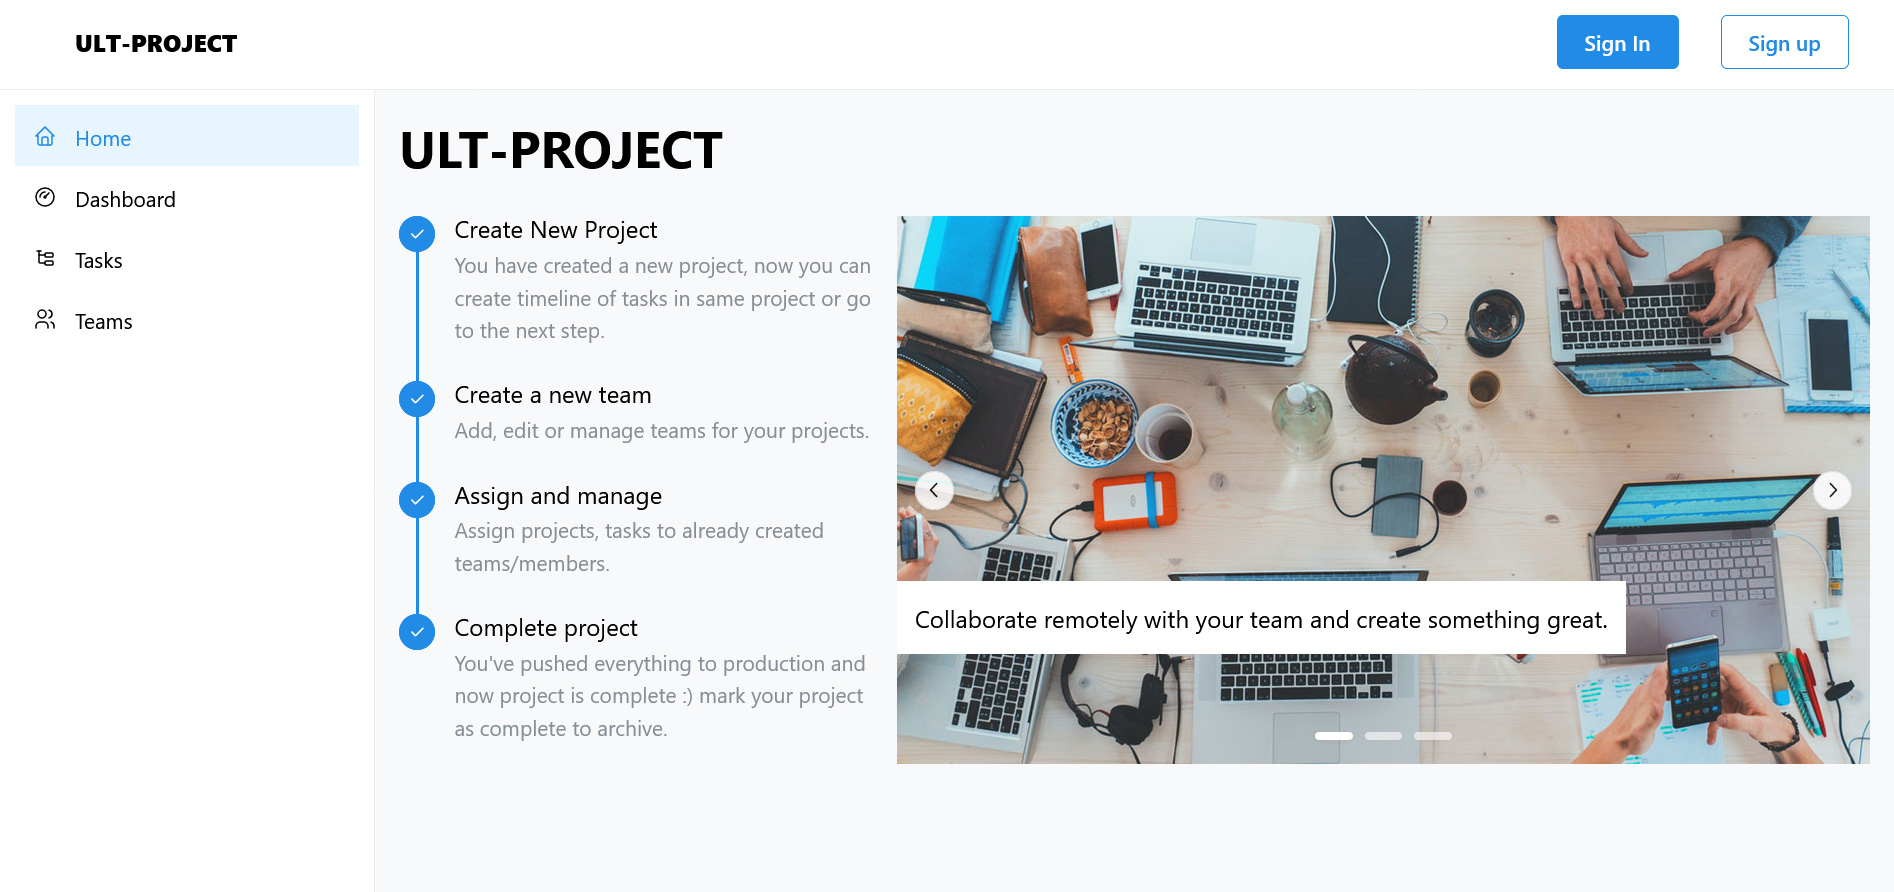 ULT-PROJECT
Sign In
Sign up
Home
Dashboard
Tasks
Teams
ULT-PROJECT
Create New Project
You have created a new project, now you can
create timeline of tasks in same project or go
to the next step.
Create a new team
Add, edit or manage teams for your projects.
Assign and manage
Assign projects, tasks to already created
teams/members.
Complete project
You've pushed everything to production and
now project is complete :) mark your project
as complete to archive.
Collaborate remotely with your team and create something great.